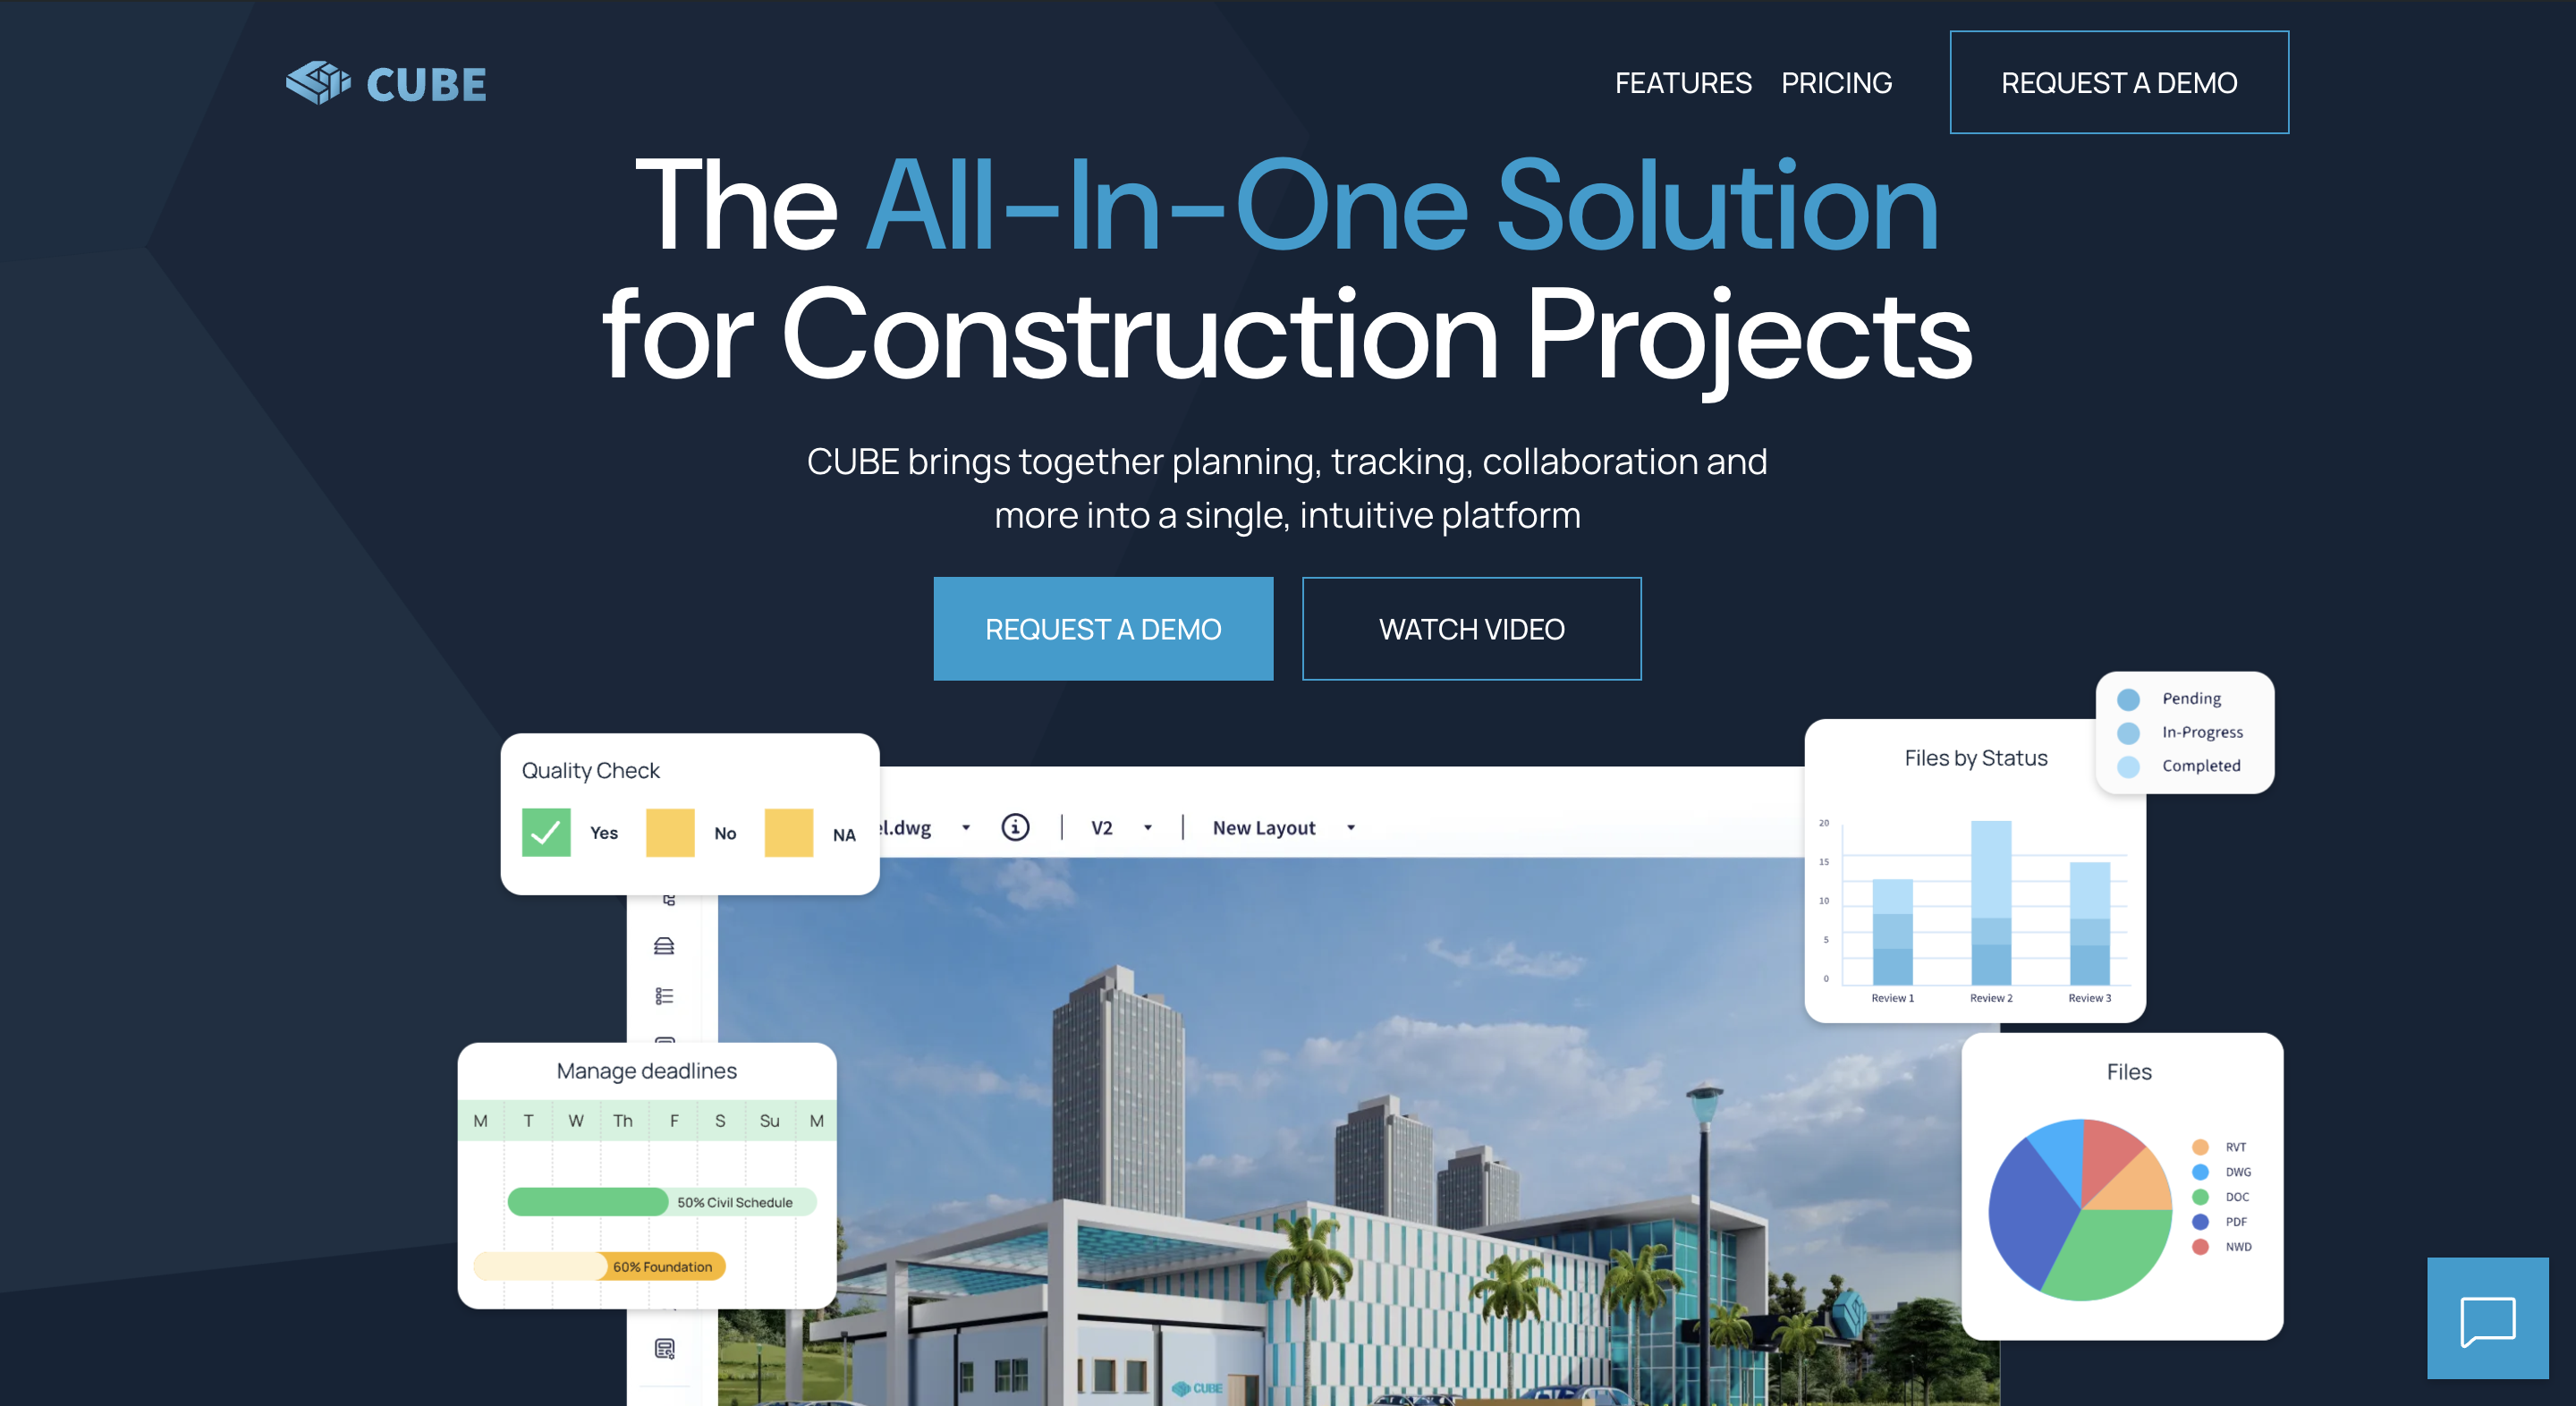 CUBE
FEATURES
PRICING
REQUEST A DEMO
The All-In-One Solution
for Construction Projects
CUBE brings together planning, tracking, collaboration and
more into a single, intuitive platform
REQUEST A DEMO
WATCH VIDEO
Quality Check
Yes
No
NA
el.dwg
V2
New Layout
Files by Status
Pending
In-Progress
Completed
20
15
10
5
0
Review 1
Review 2
Review 3
Manage deadlines
M T W Th F S Su M
50% Civil Schedule
60% Foundation
Files
RVT
DWG
DOC
PDF
NWD
CUBE